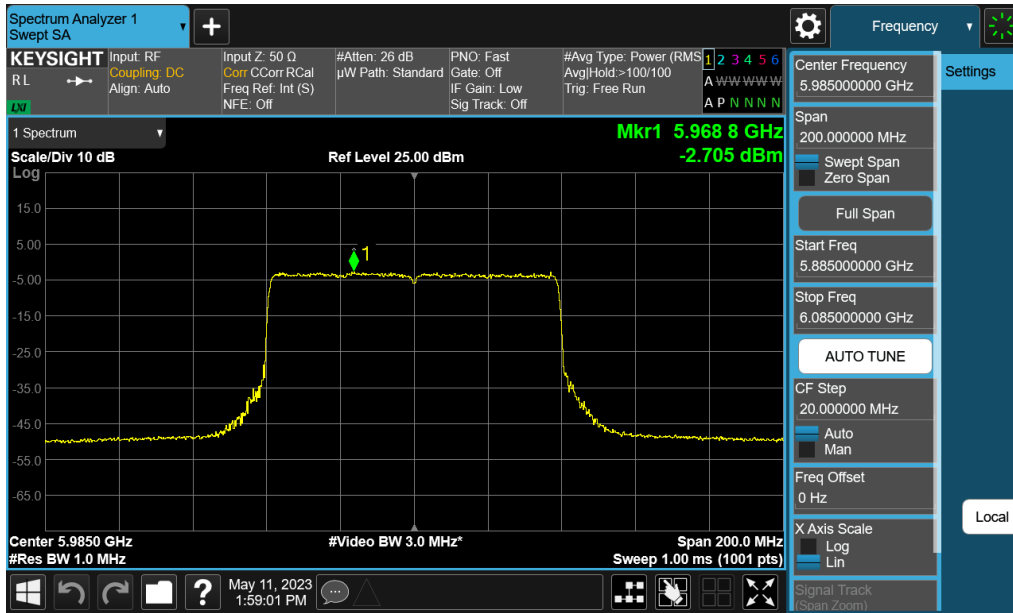 Spectrum Analyzer 1
Swept SA
+
Frequency
KEYSIGHT
RL
LXI
Input: RF
Coupling: DC
Align: Auto
Input Z: 50 Ω
Corr CCorr RCal
Freq Ref: Int (S)
NFE: Off
#Atten: 26 dB
µW Path: Standard
PNO: Fast
Gate: Off
IF Gain: Low
Sig Track: Off
#Avg Type: Power (RMS
Avg|Hold:>100/100
Trig: Free Run
1 2 3 4 5 6
A W W W W W
A P N N N N
1 Spectrum
Mkr1 5.968 8 GHz
-2.705 dBm
Scale/Div 10 dB
Ref Level 25.00 dBm
Log
15.0
5.00
-5.00
-15.0
-25.0
-35.0
-45.0
-55.0
-65.0
1
Center 5.9850 GHz
#Video BW 3.0 MHz*
Span 200.0 MHz
#Res BW 1.0 MHz
Sweep 1.00 ms (1001 pts)
?
May 11, 2023
1:59:01 PM
Center Frequency
5.985000000 GHz
Settings
Span
200.000000 MHz
Swept Span
Zero Span
Full Span
Start Freq
5.885000000 GHz
Stop Freq
6.085000000 GHz
AUTO TUNE
CF Step
20.000000 MHz
Auto
Man
Freq Offset
0 Hz
X Axis Scale
Log
Lin
Local
Signal Track
(Span Zoom)